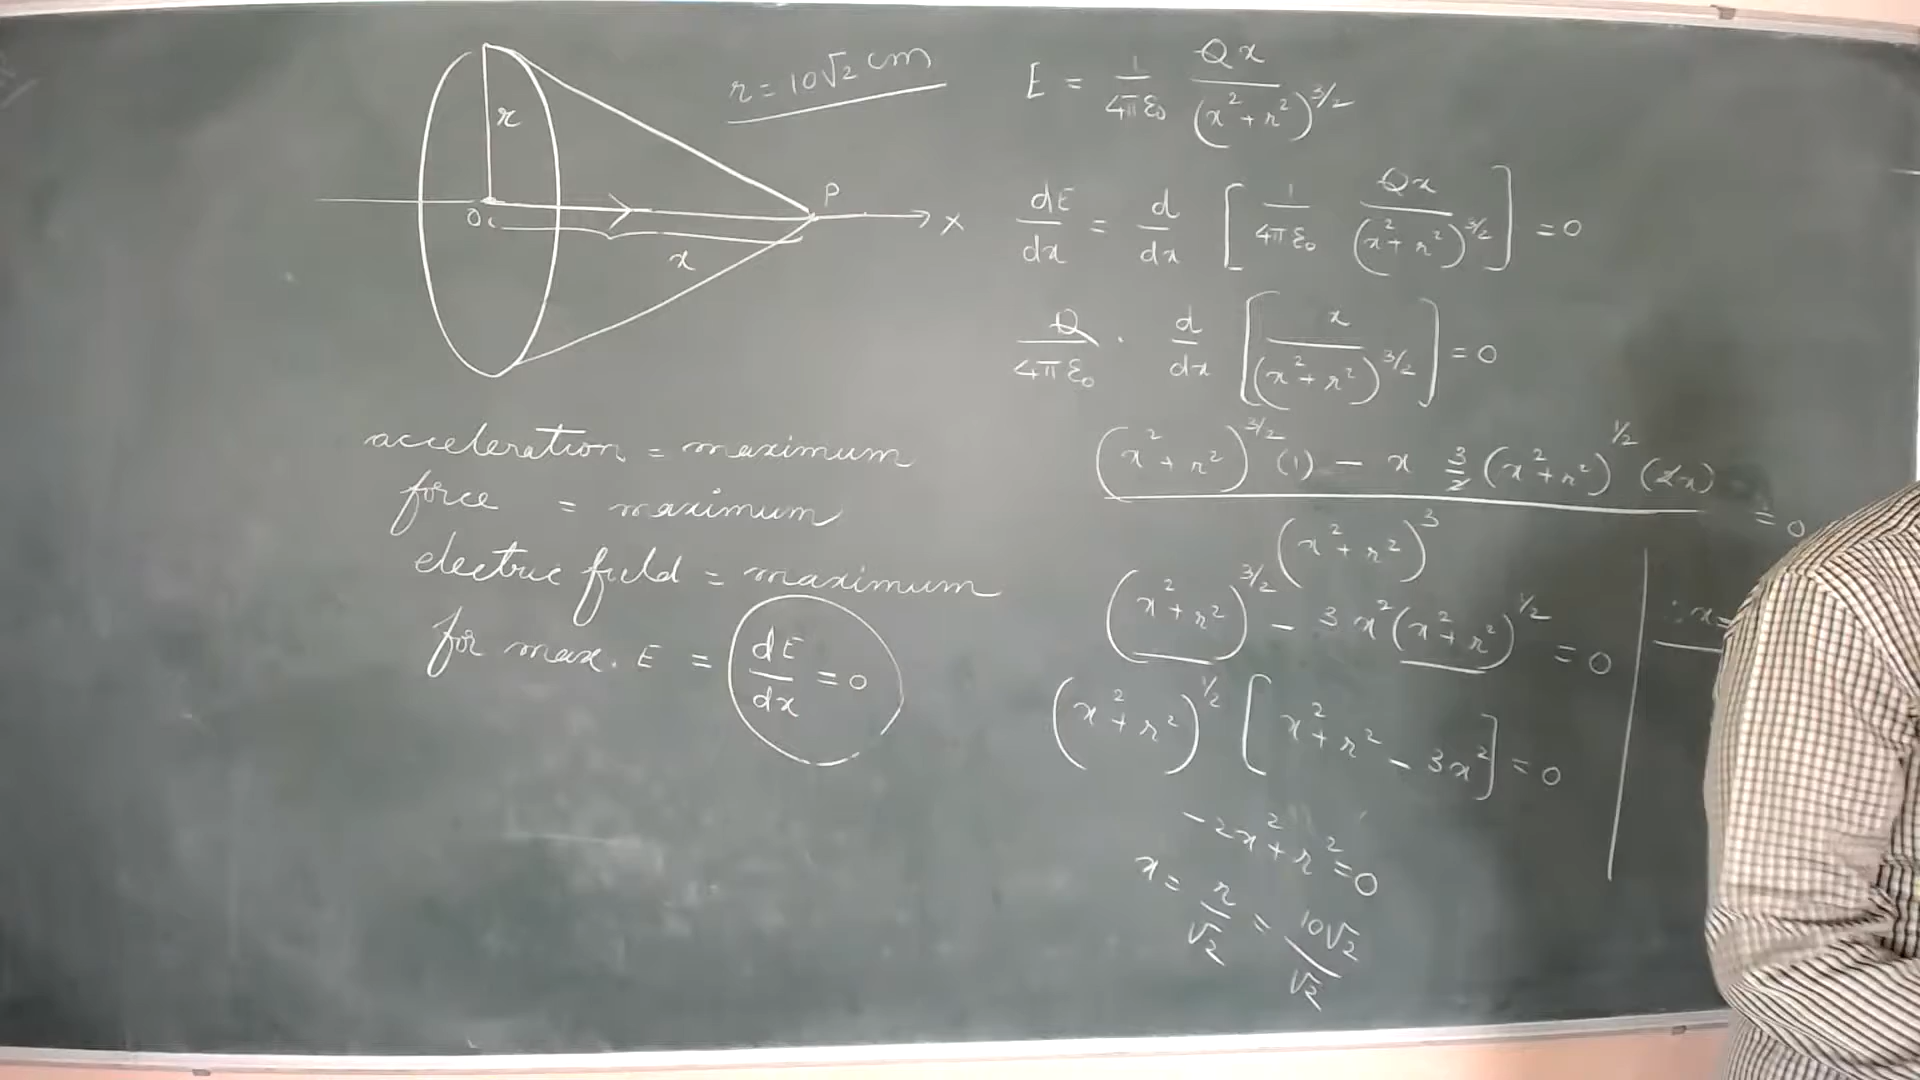 r
r = 10√2 cm
O
P
X
x
acceleration = maximum
force = maximum
electric field = maximum
for max. E = dE/dx = 0
E = 1/4πε₀ Qx/(x² + r²)^3/2
dE/dx = d/dx [1/4πε₀ Qx/(x² + r²)^3/2] = 0
Q/4πε₀ · d/dx [x/(x² + r²)^3/2] = 0
(x² + r²)^3/2 (1) - x 3/2 (x² + r²)^1/2 (2x) / (x² + r²)^3 = 0
(x² + r²)^3/2 - 3x² (x² + r²)^1/2 = 0
(x² + r²)^1/2 [x² + r² - 3x²] = 0
-2x² + r² = 0
x = r/√2 = 10√2/√2
∴ x =